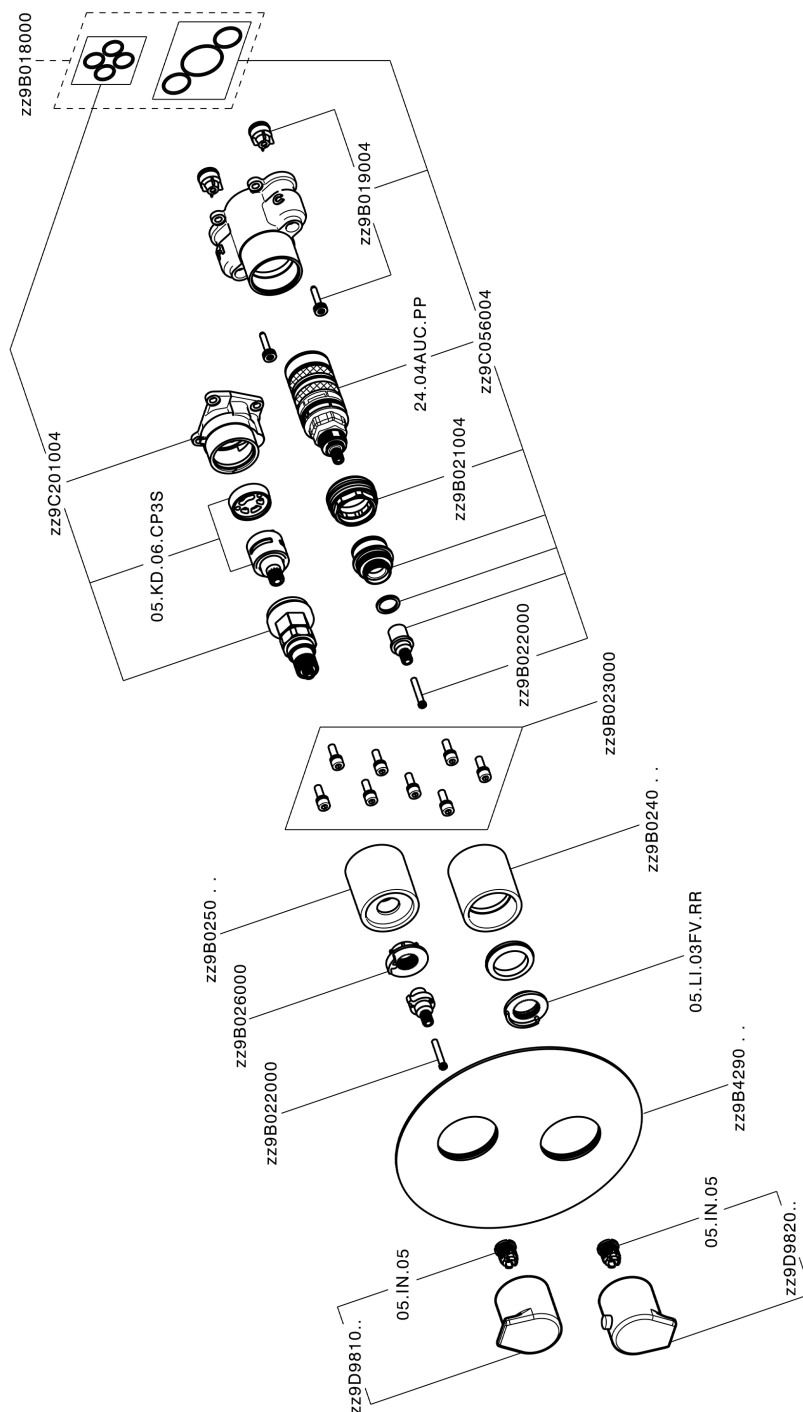 zz9B018000
zz9B019004
24.04AUC.PP
zz9C056004
zz9C201004
05.KD.06.CP3S
zz9B021004
zz9B022000
zz9B023000
zz9B0240 . .
zz9B0250 . .
zz9B026000
05.LI.03FV.RR
zz9B022000
zz9B4290 . .
05.IN.05
05.IN.05
zz9D9810..
zz9D9820..